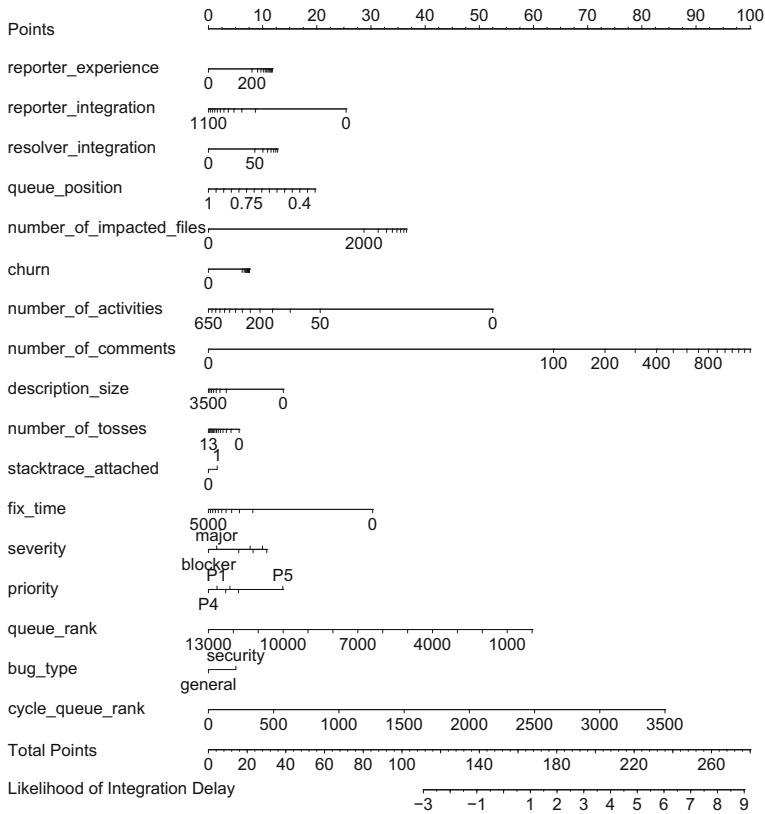 Points 0 10 20 30 40 50 60 70 80 90 100
reporter_experience
0 200
reporter_integration
1100 0
resolver_integration
0 50
queue_position
1 0.75 0.4
number_of_impacted_files
0 2000
churn
0
number_of_activities
650 200 50 0
number_of_comments
0 100 200 400 800
description_size
3500 0
number_of_tosses
13 0
1
stacktrace_attached
0
fix_time
5000 0
major
severity
blocker
P1 P5
priority
P4
queue_rank
13000 10000 7000 4000 1000
security
bug_type
general
cycle_queue_rank
0 500 1000 1500 2000 2500 3000 3500
Total Points
0 20 40 60 80 100 140 180 220 260
Likelihood of Integration Delay
−3 −1 1 2 3 4 5 6 7 8 9